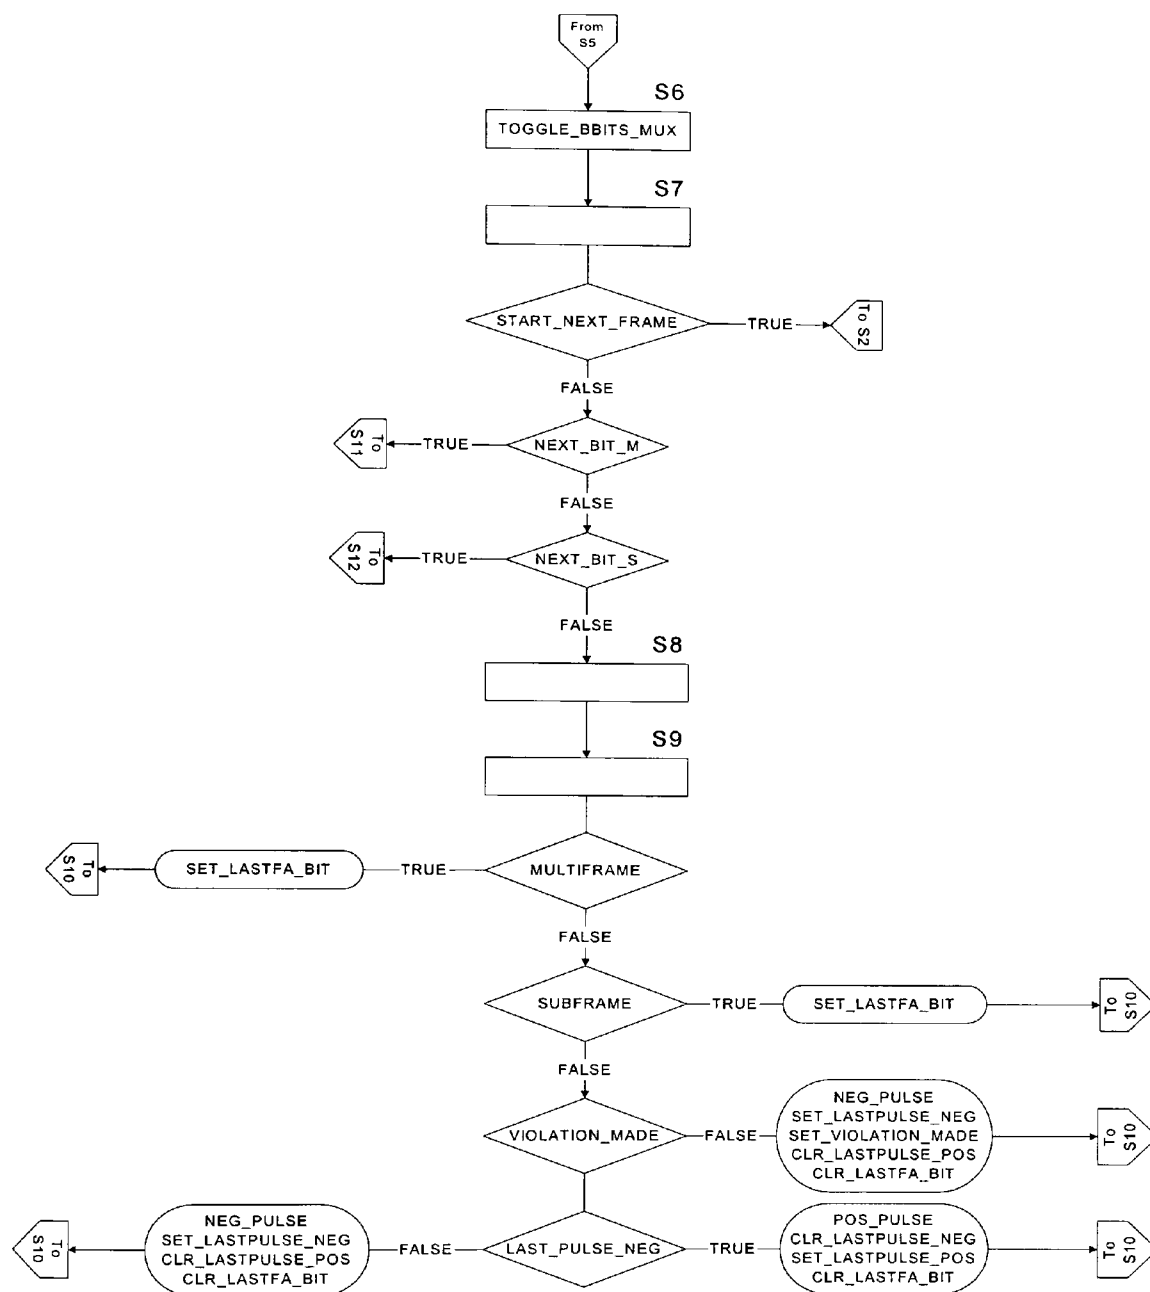 From
S5
S6
TOGGLE_BBITS_MUX
S7
START_NEXT_FRAME
TRUE
To S2
FALSE
To
S11
TRUE
NEXT_BIT_M
FALSE
To
S12
TRUE
NEXT_BIT_S
FALSE
S8
S9
To
S10
SET_LASTFA_BIT
TRUE
MULTIFRAME
FALSE
SUBFRAME
TRUE
SET_LASTFA_BIT
To
S10
FALSE
VIOLATION_MADE
FALSE
NEG_PULSE
SET_LASTPULSE_NEG
SET_VIOLATION_MADE
CLR_LASTPULSE_POS
CLR_LASTFA_BIT
To
S10
To
S10
NEG_PULSE
SET_LASTPULSE_NEG
CLR_LASTPULSE_POS
CLR_LASTFA_BIT
FALSE
LAST_PULSE_NEG
TRUE
POS_PULSE
CLR_LASTPULSE_NEG
SET_LASTPULSE_POS
CLR_LASTFA_BIT
To
S10